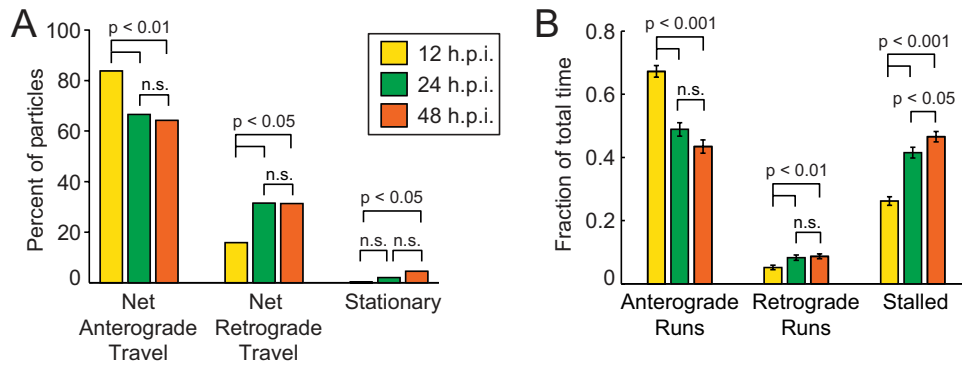 A
Percent of particles
100
80
60
40
20
0
p < 0.01
n.s.
p < 0.05
n.s.
p < 0.05
n.s.
n.s.
12 h.p.i.
24 h.p.i.
48 h.p.i.
Net
Anterograde
Travel
Net
Retrograde
Travel
Stationary
B
Fraction of total time
0.8
0.6
0.4
0.2
0
p < 0.001
n.s.
p < 0.01
n.s.
p < 0.001
p < 0.05
Anterograde
Runs
Retrograde
Runs
Stalled